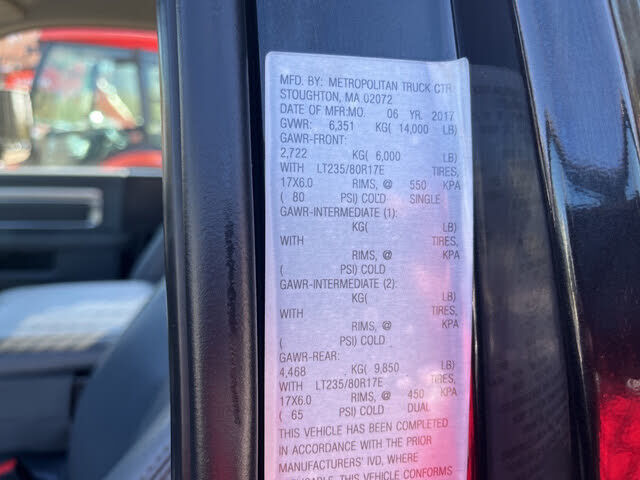 MFD. BY: METROPOLITAN TRUCK CTR
STOUGHTON, MA 02072
DATE OF MFR:MO. 06 YR. 2017
GVWR: 6,351 KG( 14,000 LB)
GAWR-FRONT:
2,722 KG( 6,000 LB)
WITH LT235/80R17E TIRES,
17X6.0 RIMS, @ 550 KPA
( 80 PSI) COLD SINGLE
GAWR-INTERMEDIATE (1):
KG( LB)
WITH TIRES,
RIMS, @ KPA
( PSI) COLD
GAWR-INTERMEDIATE (2):
KG( LB)
WITH TIRES,
RIMS, @ KPA
( PSI) COLD
GAWR-REAR:
4,468 KG( 9,850 LB)
WITH LT235/80R17E TIRES,
17X6.0 RIMS, @ 450 KPA
( 65 PSI) COLD DUAL
THIS VEHICLE HAS BEEN COMPLETED
IN ACCORDANCE WITH THE PRIOR
MANUFACTURERS' IVD, WHERE
APPLICABLE. THIS VEHICLE CONFORMS